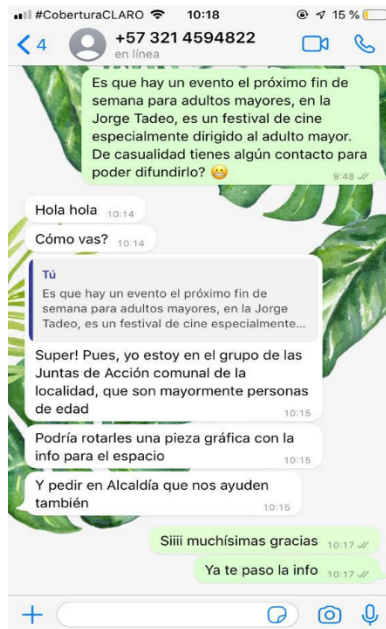 #CoberturaCLARO 10:18 15 %
4 +57 321 4594822
en línea
Es que hay un evento el próximo fin de
semana para adultos mayores, en la
Jorge Tadeo, es un festival de cine
especialmente dirigido al adulto mayor.
De casualidad tienes algún contacto para
poder difundirlo? 😬
9:48
Hola hola 10:14
Cómo vas? 10:14
Tú
Es que hay un evento el próximo fin de
semana para adultos mayores, en la Jorge
Tadeo, es un festival de cine especialmente...
Super! Pues, yo estoy en el grupo de las
Juntas de Acción comunal de la
localidad, que son mayormente personas
de edad 10:15
Podría rotarles una pieza gráfica con la
info para el espacio 10:15
Y pedir en Alcaldía que nos ayuden
también 10:15
Siiii muchísimas gracias 10:17
Ya te paso la info 10:17